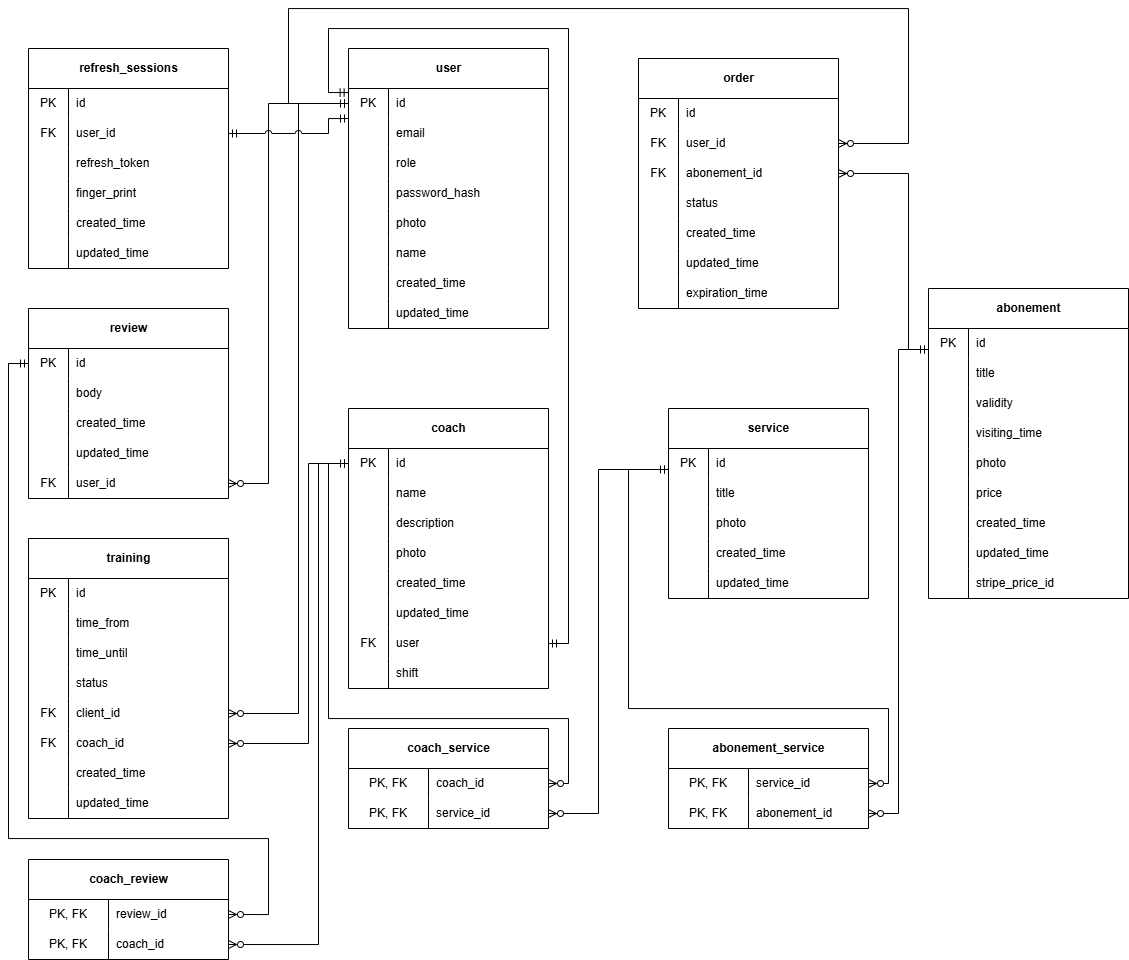 refresh_sessions
PK id
FK user_id
refresh_token
finger_print
created_time
updated_time
user
PK id
email
role
password_hash
photo
name
created_time
updated_time
order
PK id
FK user_id
FK abonement_id
status
created_time
updated_time
expiration_time
review
PK id
body
created_time
updated_time
FK user_id
abonement
PK id
title
validity
visiting_time
photo
price
created_time
updated_time
stripe_price_id
coach
PK id
name
description
photo
created_time
updated_time
FK user
shift
service
PK id
title
photo
created_time
updated_time
training
PK id
time_from
time_until
status
FK client_id
FK coach_id
created_time
updated_time
coach_service
PK, FK coach_id
PK, FK service_id
abonement_service
PK, FK service_id
PK, FK abonement_id
coach_review
PK, FK review_id
PK, FK coach_id